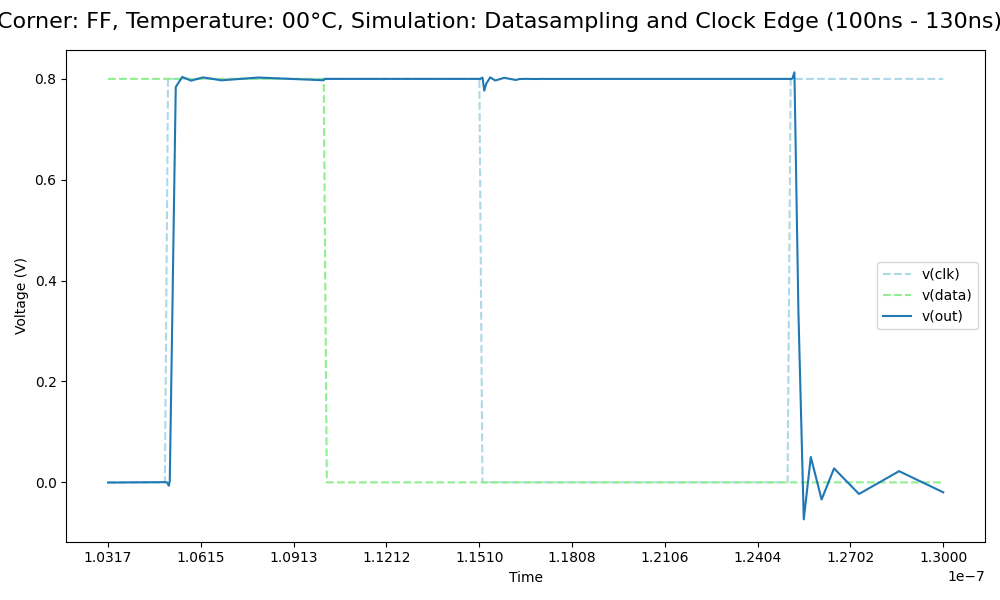 Corner: FF, Temperature: 00°C, Simulation: Datasampling and Clock Edge (100ns - 130ns)
0.8
0.6
0.4
0.2
0.0
Voltage (V)
v(clk)
v(data)
v(out)
1.0317 1.0615 1.0913 1.1212 1.1510 1.1808 1.2106 1.2404 1.2702 1.3000
1e−7
Time